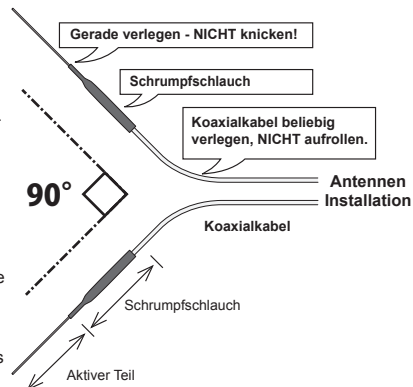 Gerade verlegen - NICHT knicken!
Schrumpfschlauch
Koaxialkabel beliebig
verlegen, NICHT aufrollen.
90°
Antennen
Installation
Koaxialkabel
e
Schrumpfschlauch
s
Aktiver Teil